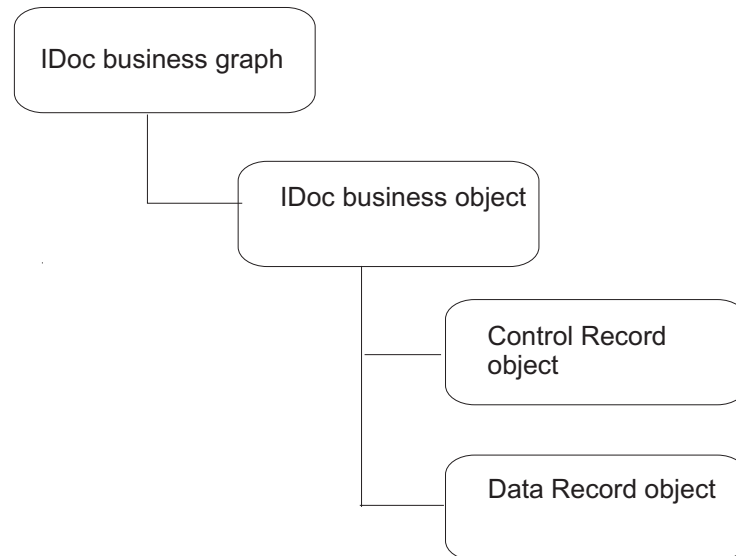 IDoc business graph
IDoc business object
Control Record
object
Data Record object